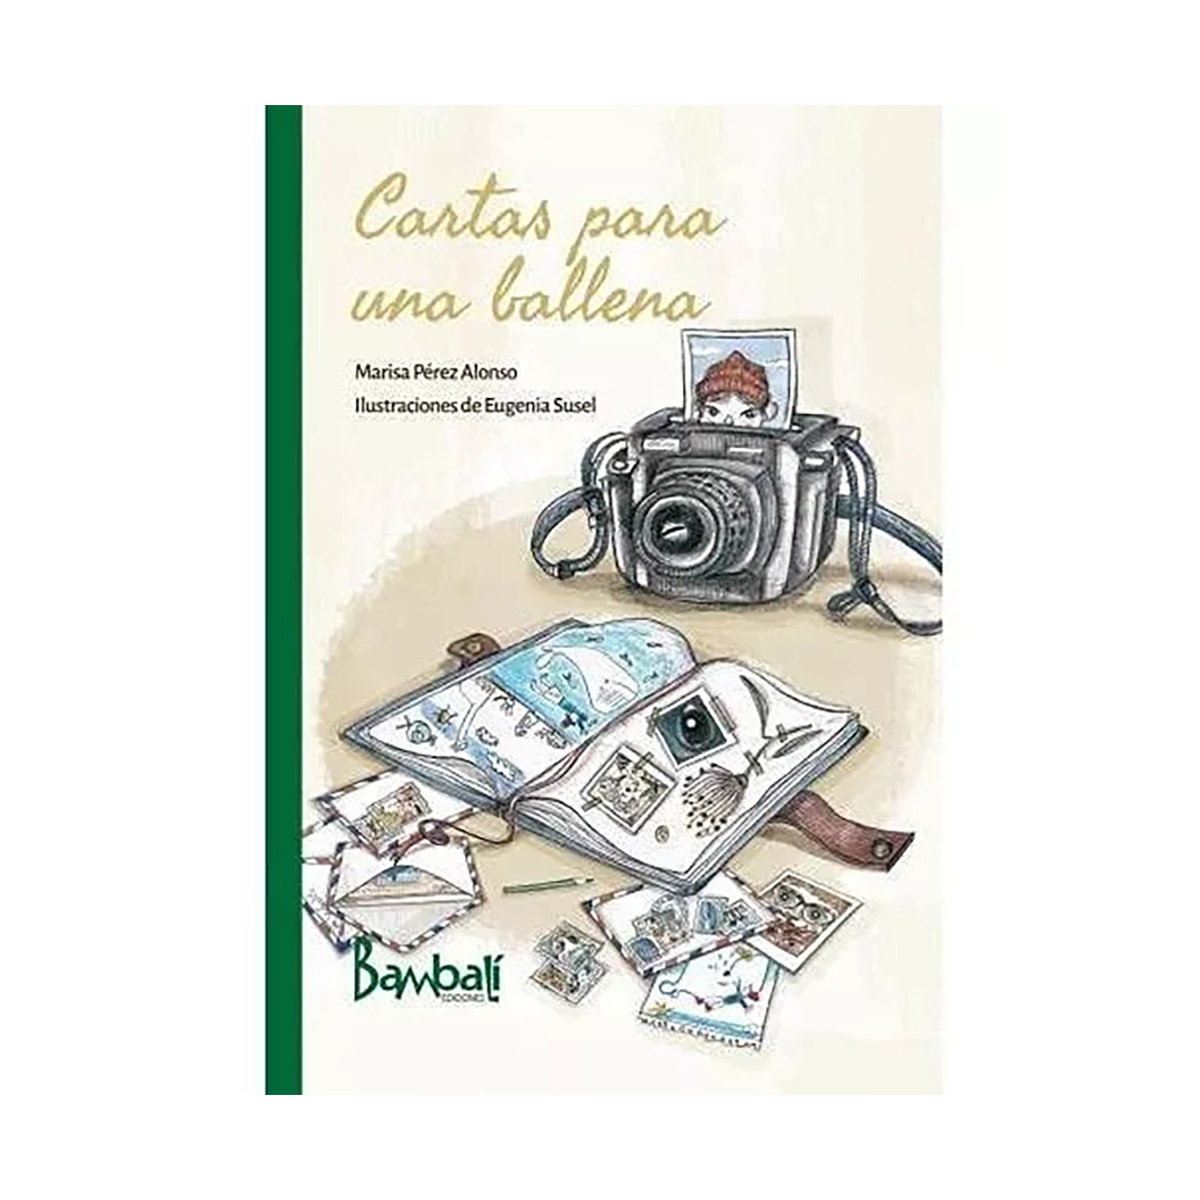 Cartas para
una ballena
Marisa Pérez Alonso
Ilustraciones de Eugenia Susel
Bambalí
EDICIONES